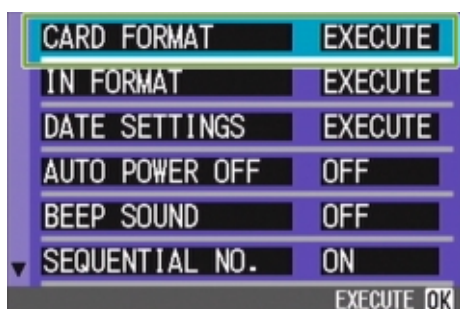 CARD FORMAT EXECUTE
IN FORMAT EXECUTE
DATE SETTINGS EXECUTE
AUTO POWER OFF OFF
BEEP SOUND OFF
SEQUENTIAL NO. ON
EXECUTE OK